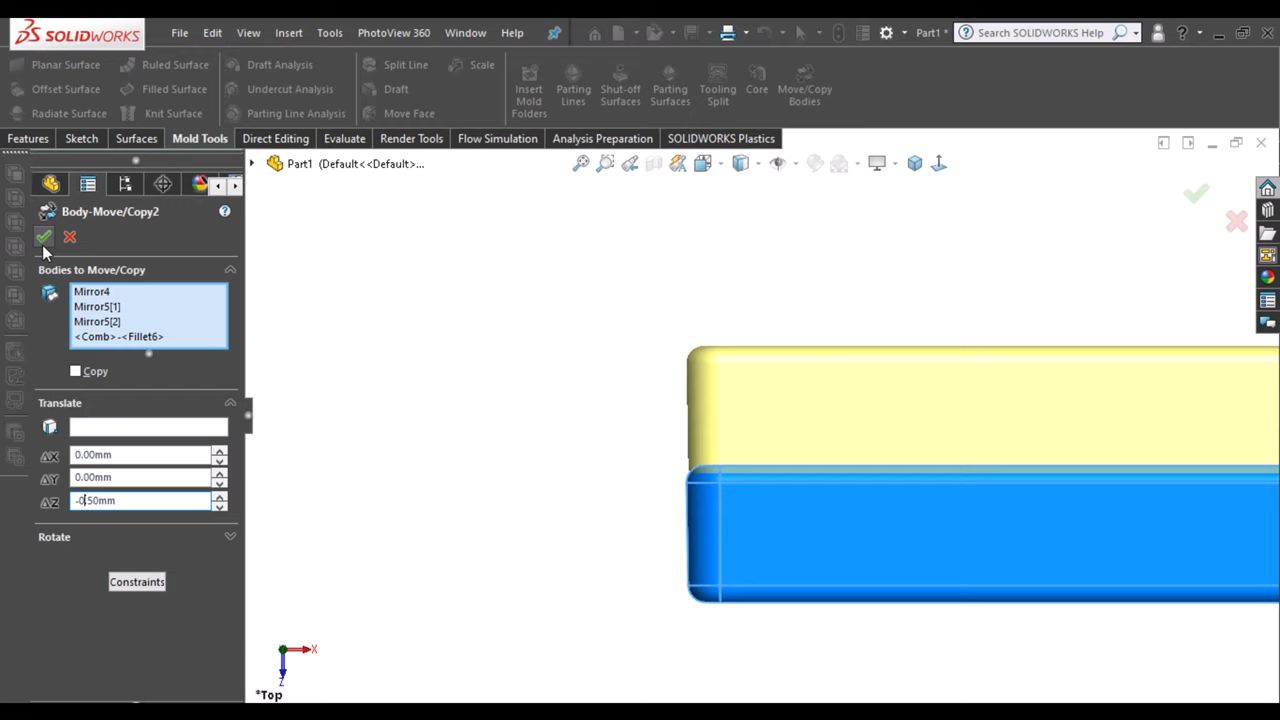 SOLIDWORKS File Edit View Insert Tools PhotoView 360 Window Help Part1 * Search SOLIDWORKS Help ?
Planar Surface Ruled Surface Draft Analysis Split Line Scale
Offset Surface Filled Surface Undercut Analysis Draft
Radiate Surface Knit Surface Parting Line Analysis Move Face
Insert Mold Folders
Parting Lines
Shut-off Surfaces
Parting Surfaces
Tooling Split
Core
Move/Copy Bodies
Features Sketch Surfaces Mold Tools Direct Editing Evaluate Render Tools Flow Simulation Analysis Preparation SOLIDWORKS Plastics
Part1 (Default<<Default>...
Body-Move/Copy2 ?
Bodies to Move/Copy
Mirror4
Mirror5[1]
Mirror5[2]
<Comb>-<Fillet6>
Copy
Translate
ΔX 0.00mm
ΔY 0.00mm
ΔZ -0.50mm
Rotate
Constraints
X
Z
*Top